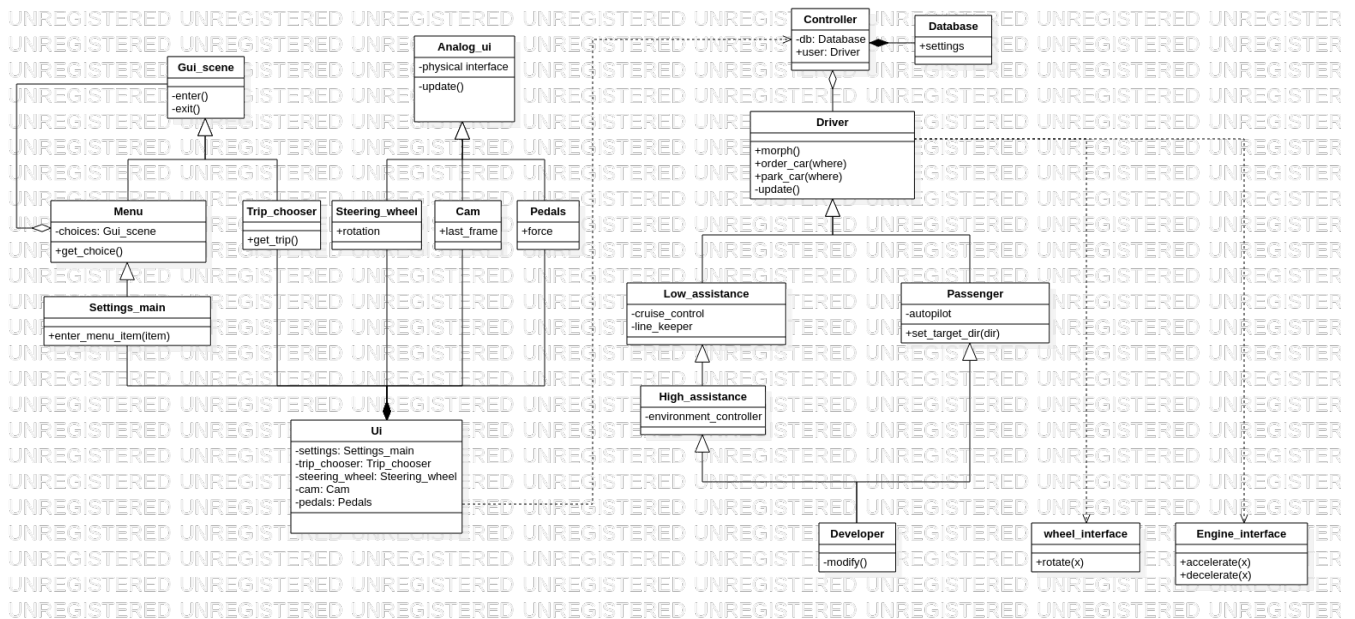 Controller
-db: Database
+user: Driver
Database
+settings
Analog_ui
-physical interface
-update()
Gui_scene
-enter()
-exit()
Driver
+morph()
+order_car(where)
+park_car(where)
-update()
Menu
-choices: Gui_scene
+get_choice()
Trip_chooser
+get_trip()
Steering_wheel
+rotation
Cam
+last_frame
Pedals
+force
Settings_main
+enter_menu_item(item)
Low_assistance
-cruise_control
-line_keeper
Passenger
-autopilot
+set_target_dir(dir)
High_assistance
-environment_controller
Ui
-settings: Settings_main
-trip_chooser: Trip_chooser
-steering_wheel: Steering_wheel
-cam: Cam
-pedals: Pedals
Developer
-modify()
wheel_interface
+rotate(x)
Engine_interface
+accelerate(x)
+decelerate(x)
UNREGISTERED